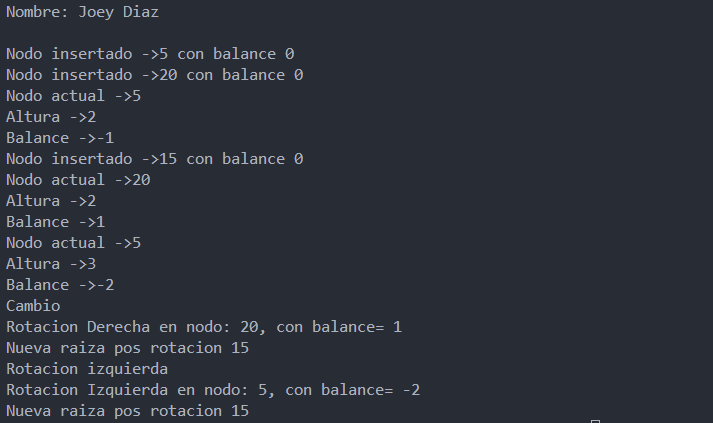 Nombre: Joey Diaz
Nodo insertado ->5 con balance 0
Nodo insertado ->20 con balance 0
Nodo actual ->5
Altura ->2
Balance ->-1
Nodo insertado ->15 con balance 0
Nodo actual ->20
Altura ->2
Balance ->1
Nodo actual ->5
Altura ->3
Balance ->-2
Cambio
Rotacion Derecha en nodo: 20, con balance= 1
Nueva raiza pos rotacion 15
Rotacion izquierda
Rotacion Izquierda en nodo: 5, con balance= -2
Nueva raiza pos rotacion 15